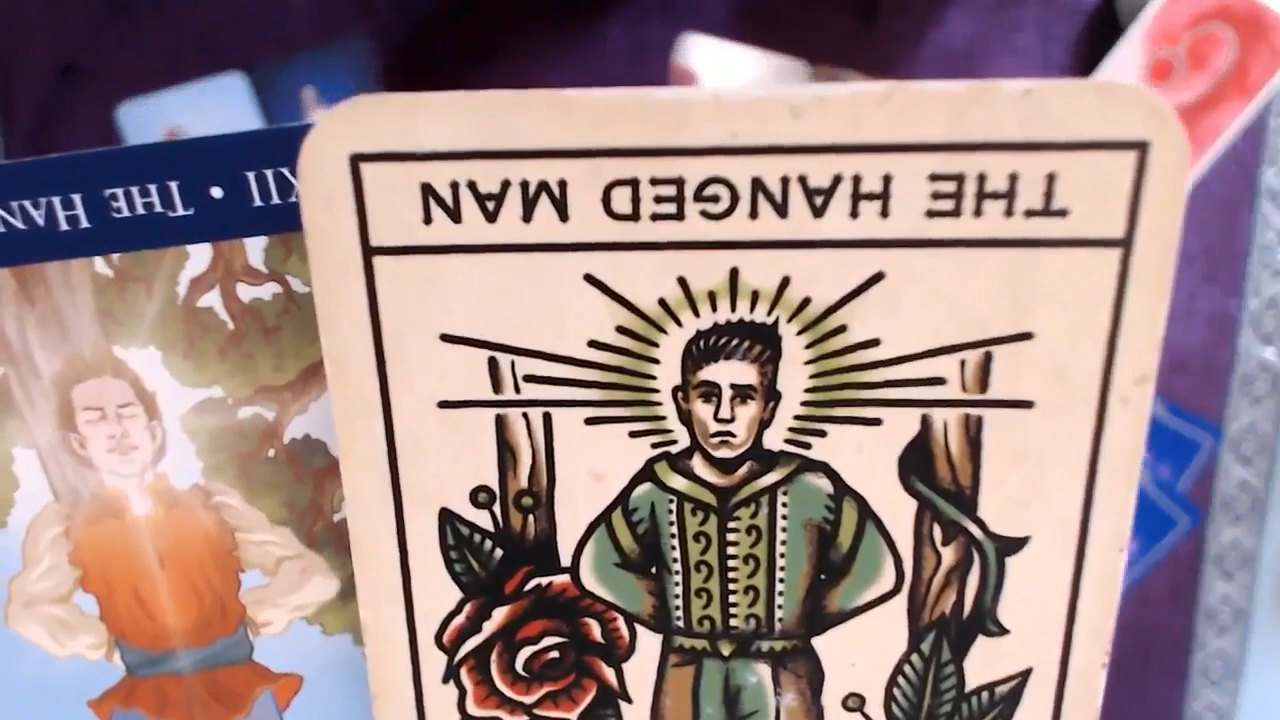 XII • THE HAN
THE HANGED MAN